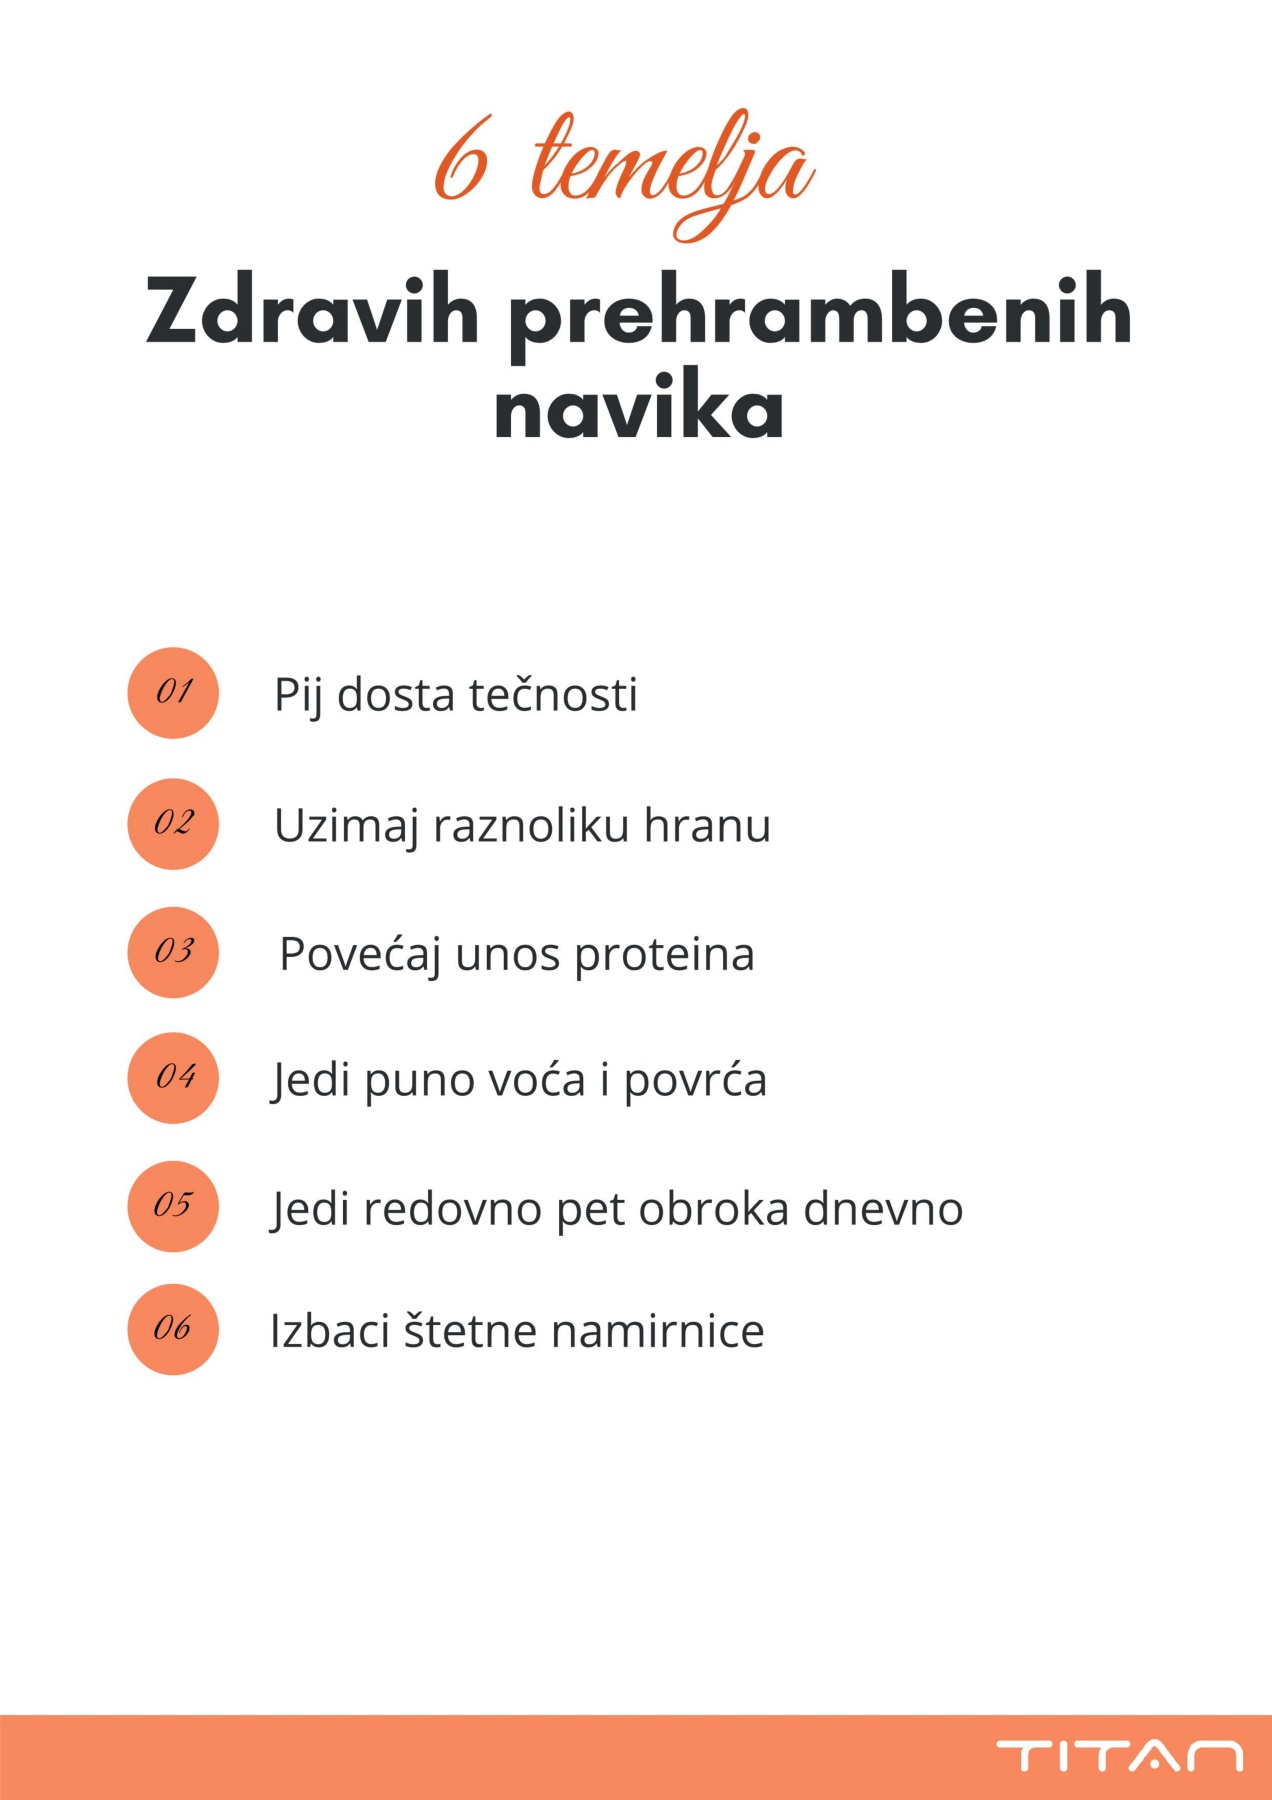 6 temelja
Zdravih prehrambenih
navika
01 Pij dosta tečnosti
02 Uzimaj raznoliku hranu
03 Povećaj unos proteina
04 Jedi puno voća i povrća
05 Jedi redovno pet obroka dnevno
06 Izbaci štetne namirnice
TITAN